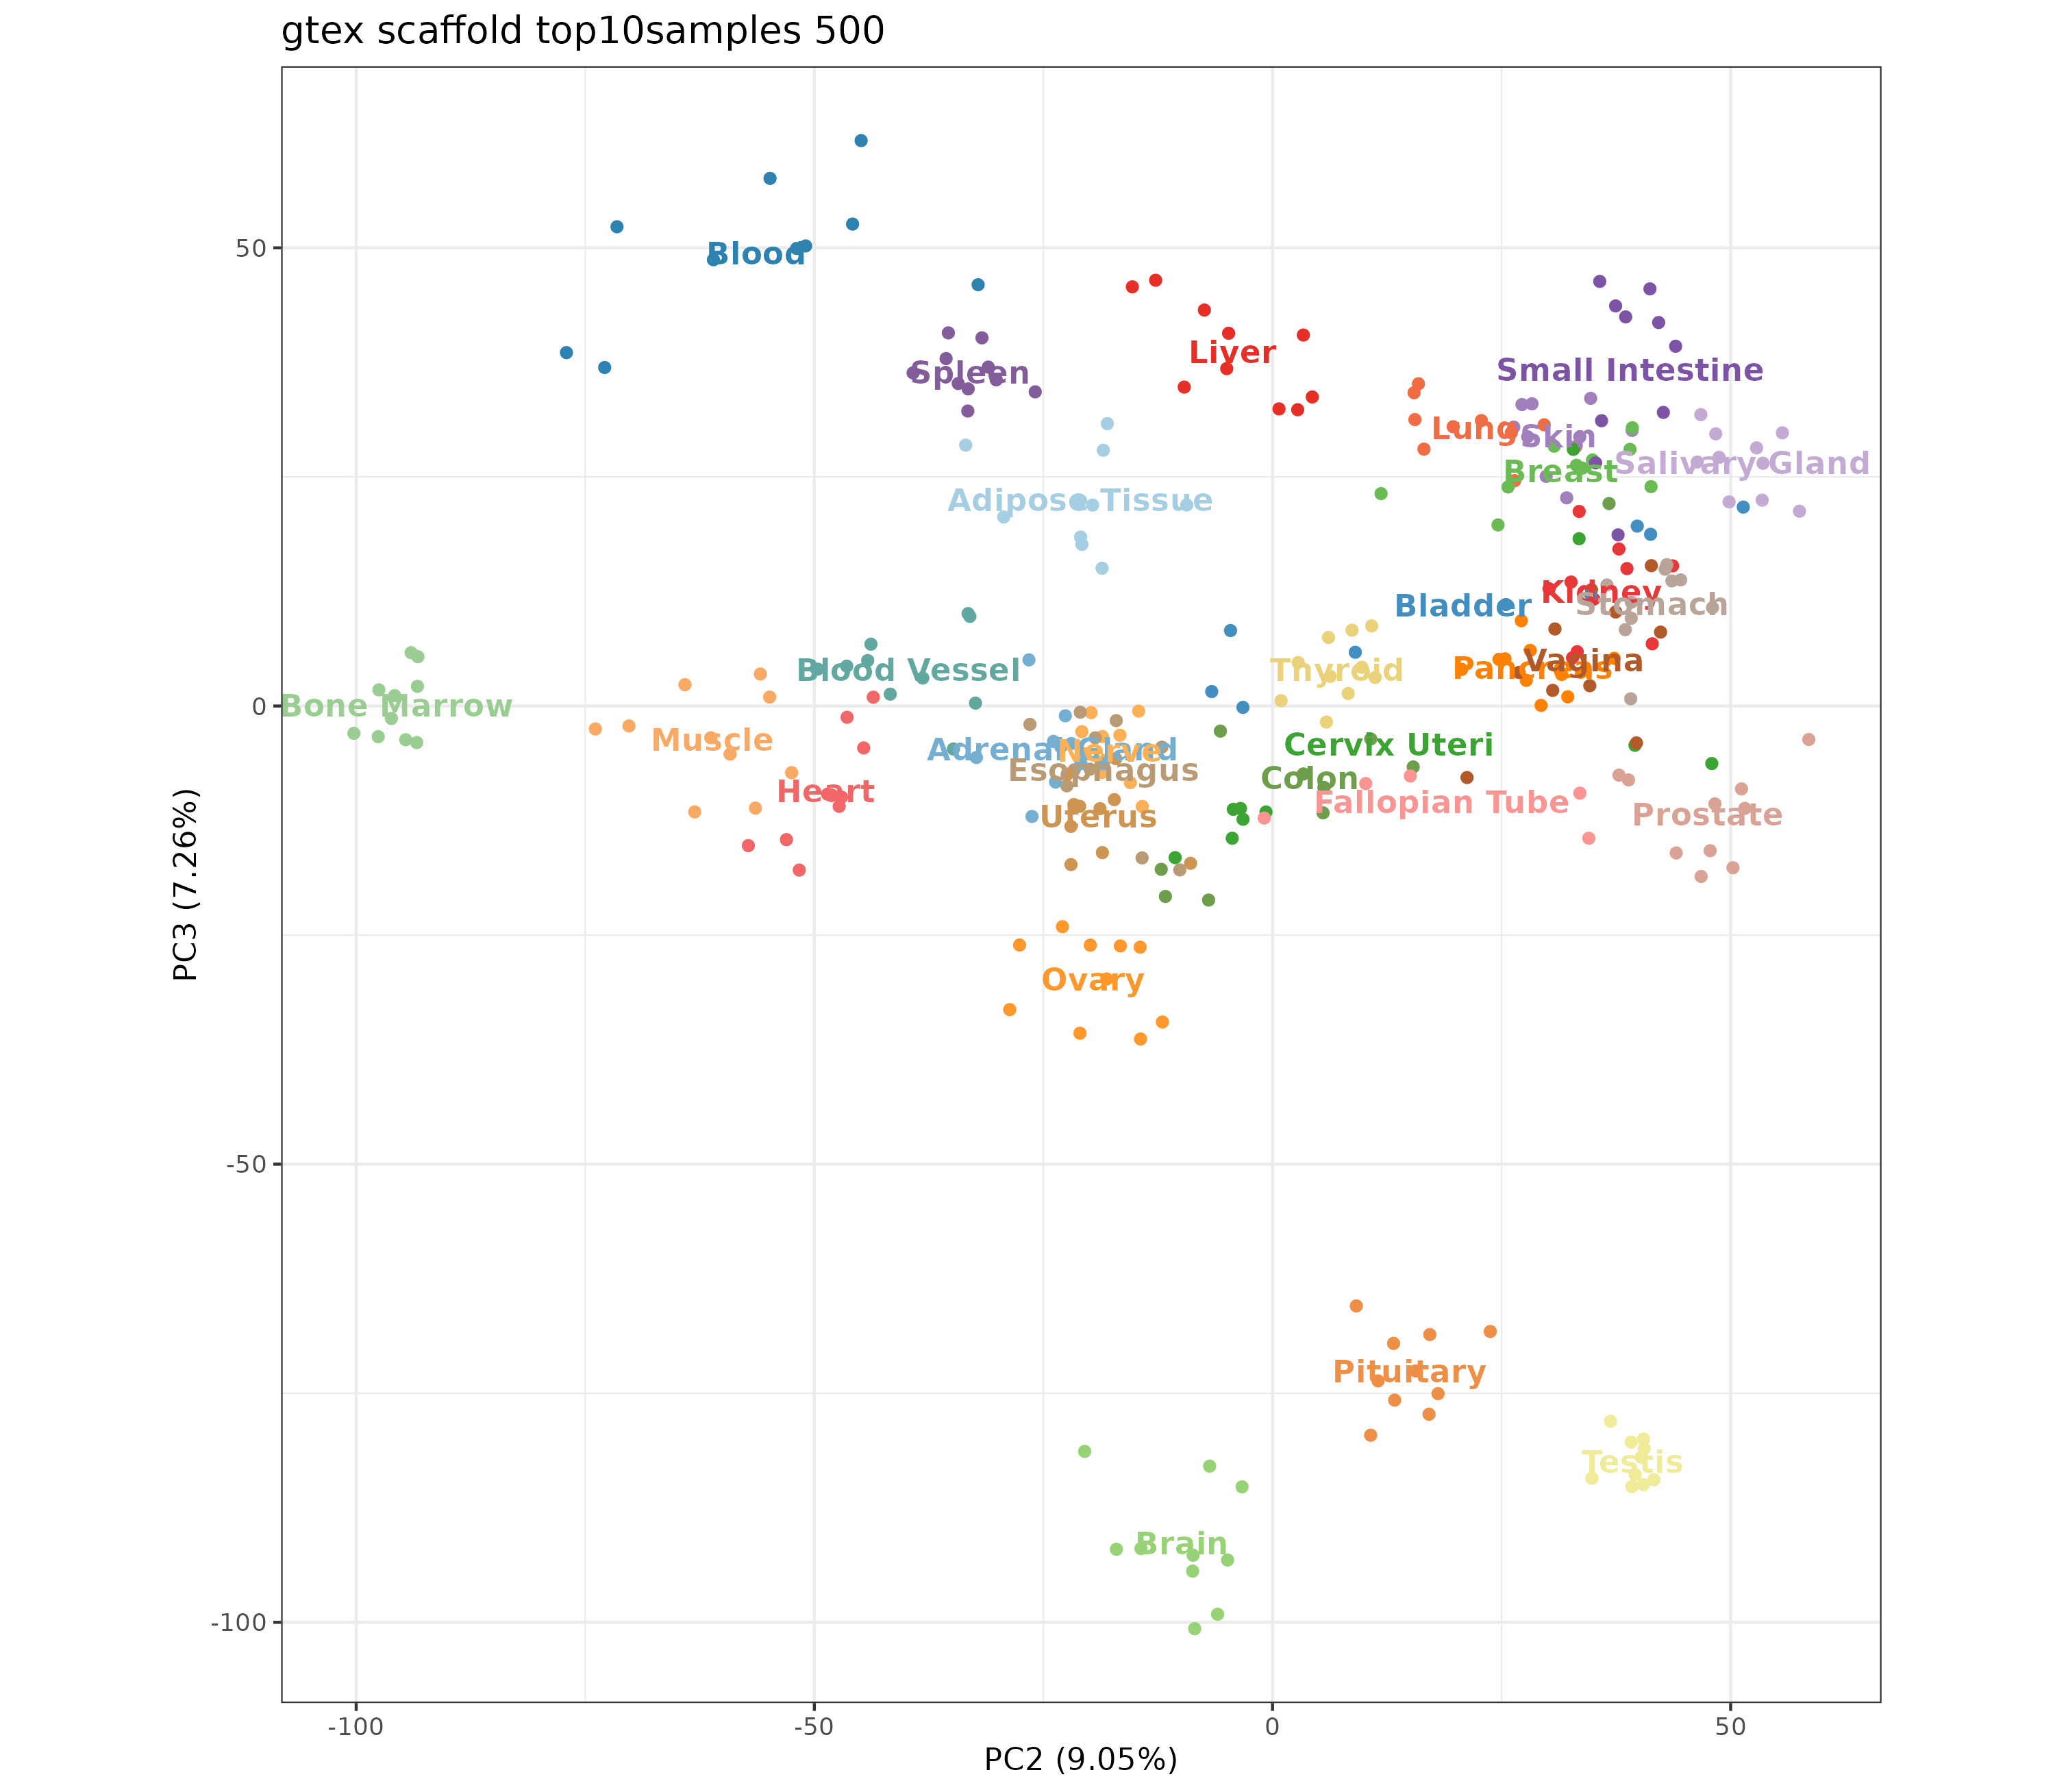 gtex scaffold top10samples 500
50
0
-50
-100
PC3 (7.26%)
Blood
Liver
Spleen
Small Intestine
Lung
Skin
Salivary Gland
Breast
Adipose Tissue
Kidney
Stomach
Bladder
Vagina
Pancreas
Thyroid
Blood Vessel
Bone Marrow
Muscle
Adrenal Gland
Nerve
Cervix Uteri
Esophagus
Colon
Heart
Fallopian Tube
Uterus
Prostate
Ovary
Pituitary
Testis
Brain
-100
-50
0
50
PC2 (9.05%)